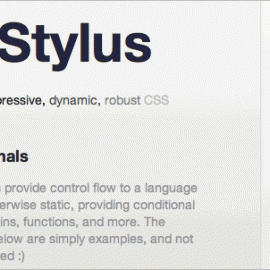 Stylus
pressive, dynamic, robust CSS
nals
s provide control flow to a language
erwise static, providing conditional
ins, functions, and more. The
elow are simply examples, and not
ed :)